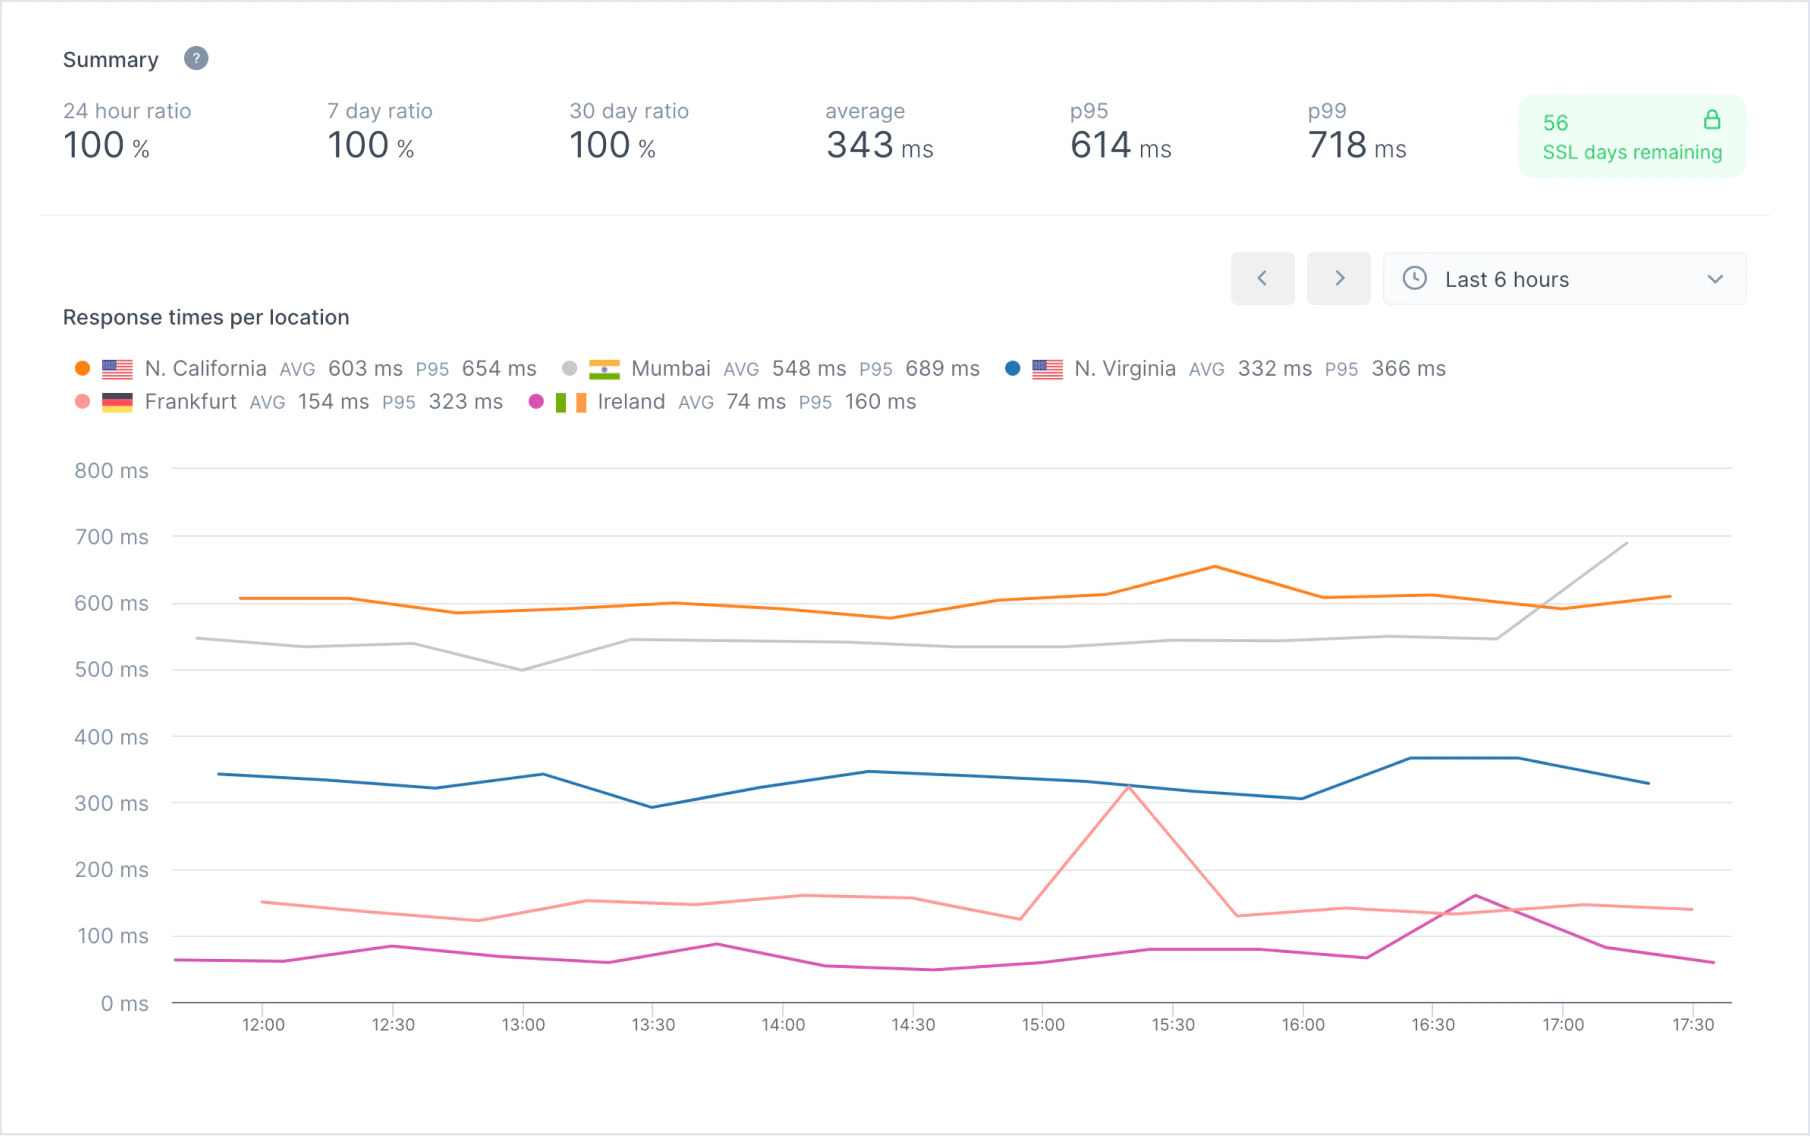 Summary ?
24 hour ratio 7 day ratio 30 day ratio average p95 p99
100 % 100 % 100 % 343 ms 614 ms 718 ms
56
SSL days remaining
Last 6 hours
Response times per location
N. California AVG 603 ms P95 654 ms Mumbai AVG 548 ms P95 689 ms N. Virginia AVG 332 ms P95 366 ms
Frankfurt AVG 154 ms P95 323 ms Ireland AVG 74 ms P95 160 ms
800 ms
700 ms
600 ms
500 ms
400 ms
300 ms
200 ms
100 ms
0 ms
12:00 12:30 13:00 13:30 14:00 14:30 15:00 15:30 16:00 16:30 17:00 17:30